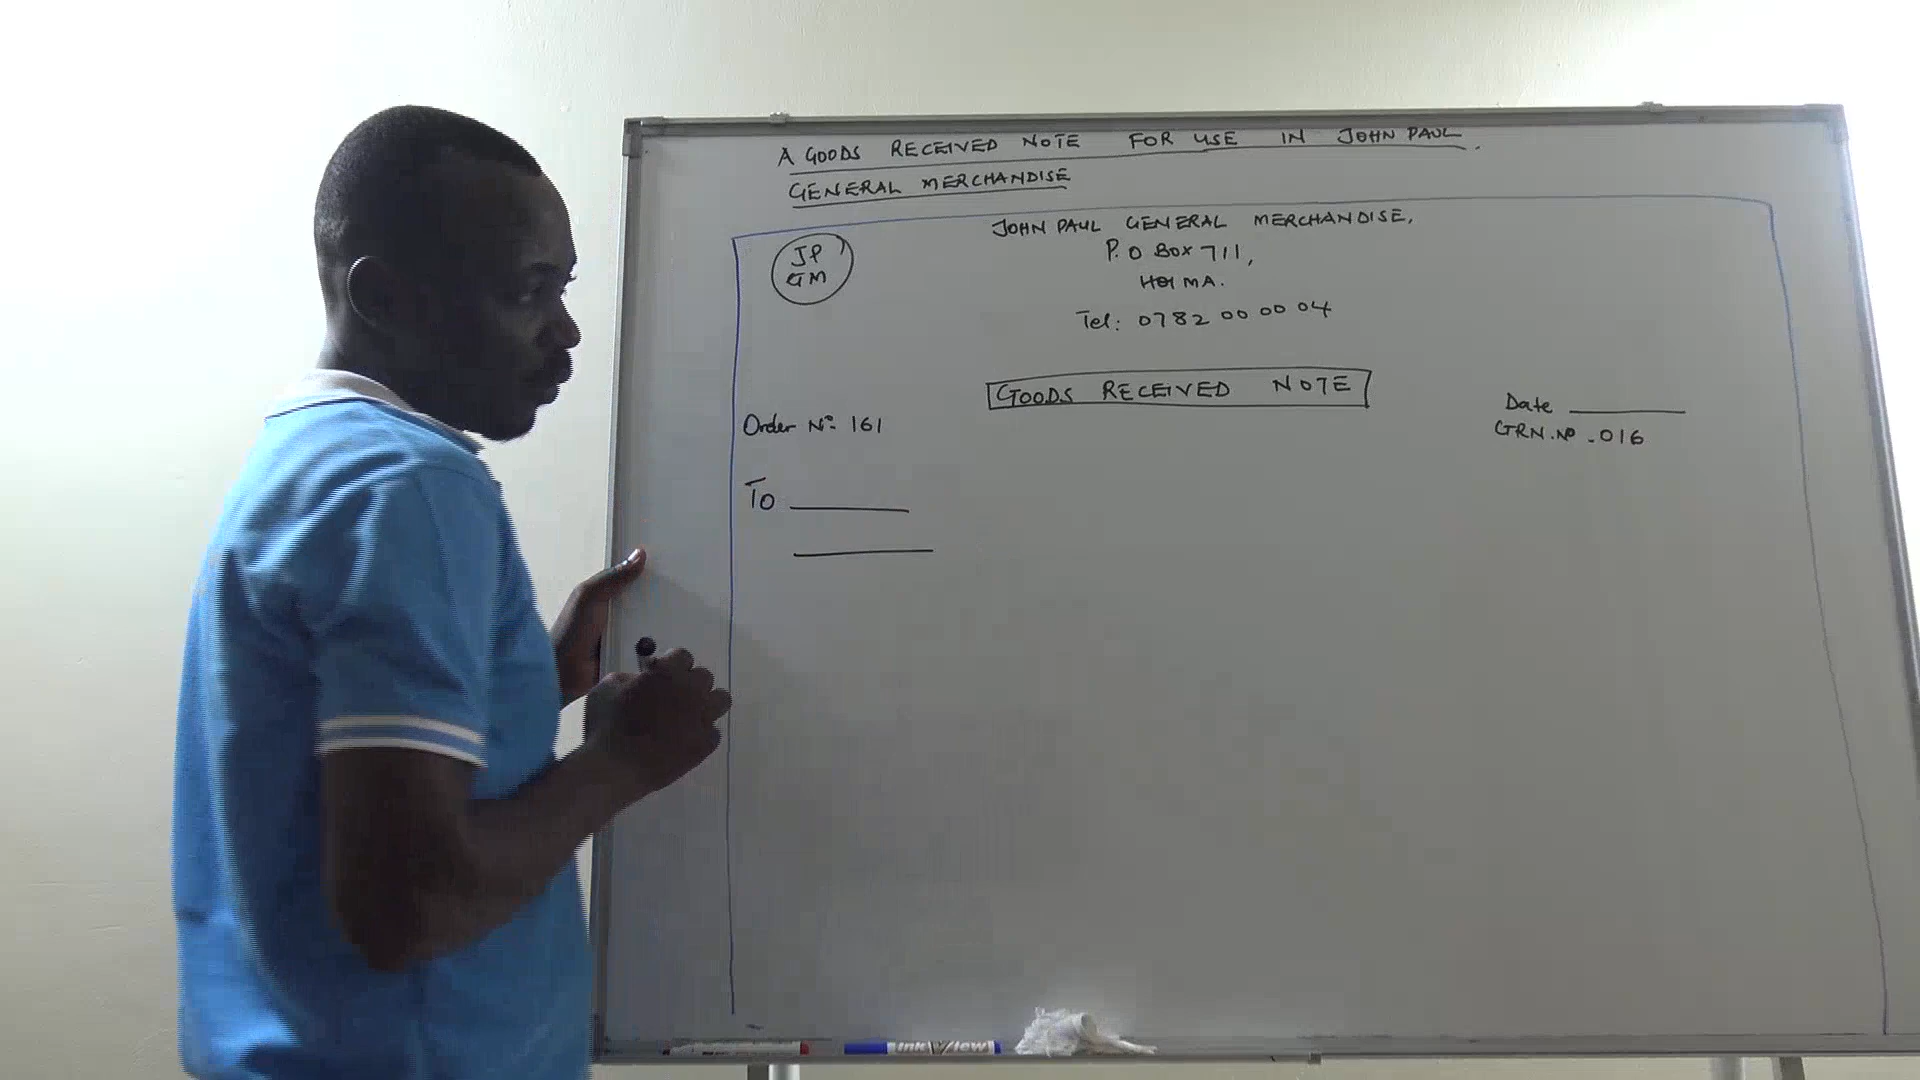 A GOODS RECEIVED NOTE FOR USE IN JOHN PAUL.
GENERAL MERCHANDISE
JP
GM
JOHN PAUL GENERAL MERCHANDISE,
P.O BOX 711,
HOIMA.
Tel: 0782 00 00 04
GOODS RECEIVED NOTE
Date
Order No. 161
GRN.No.016
To
inkView